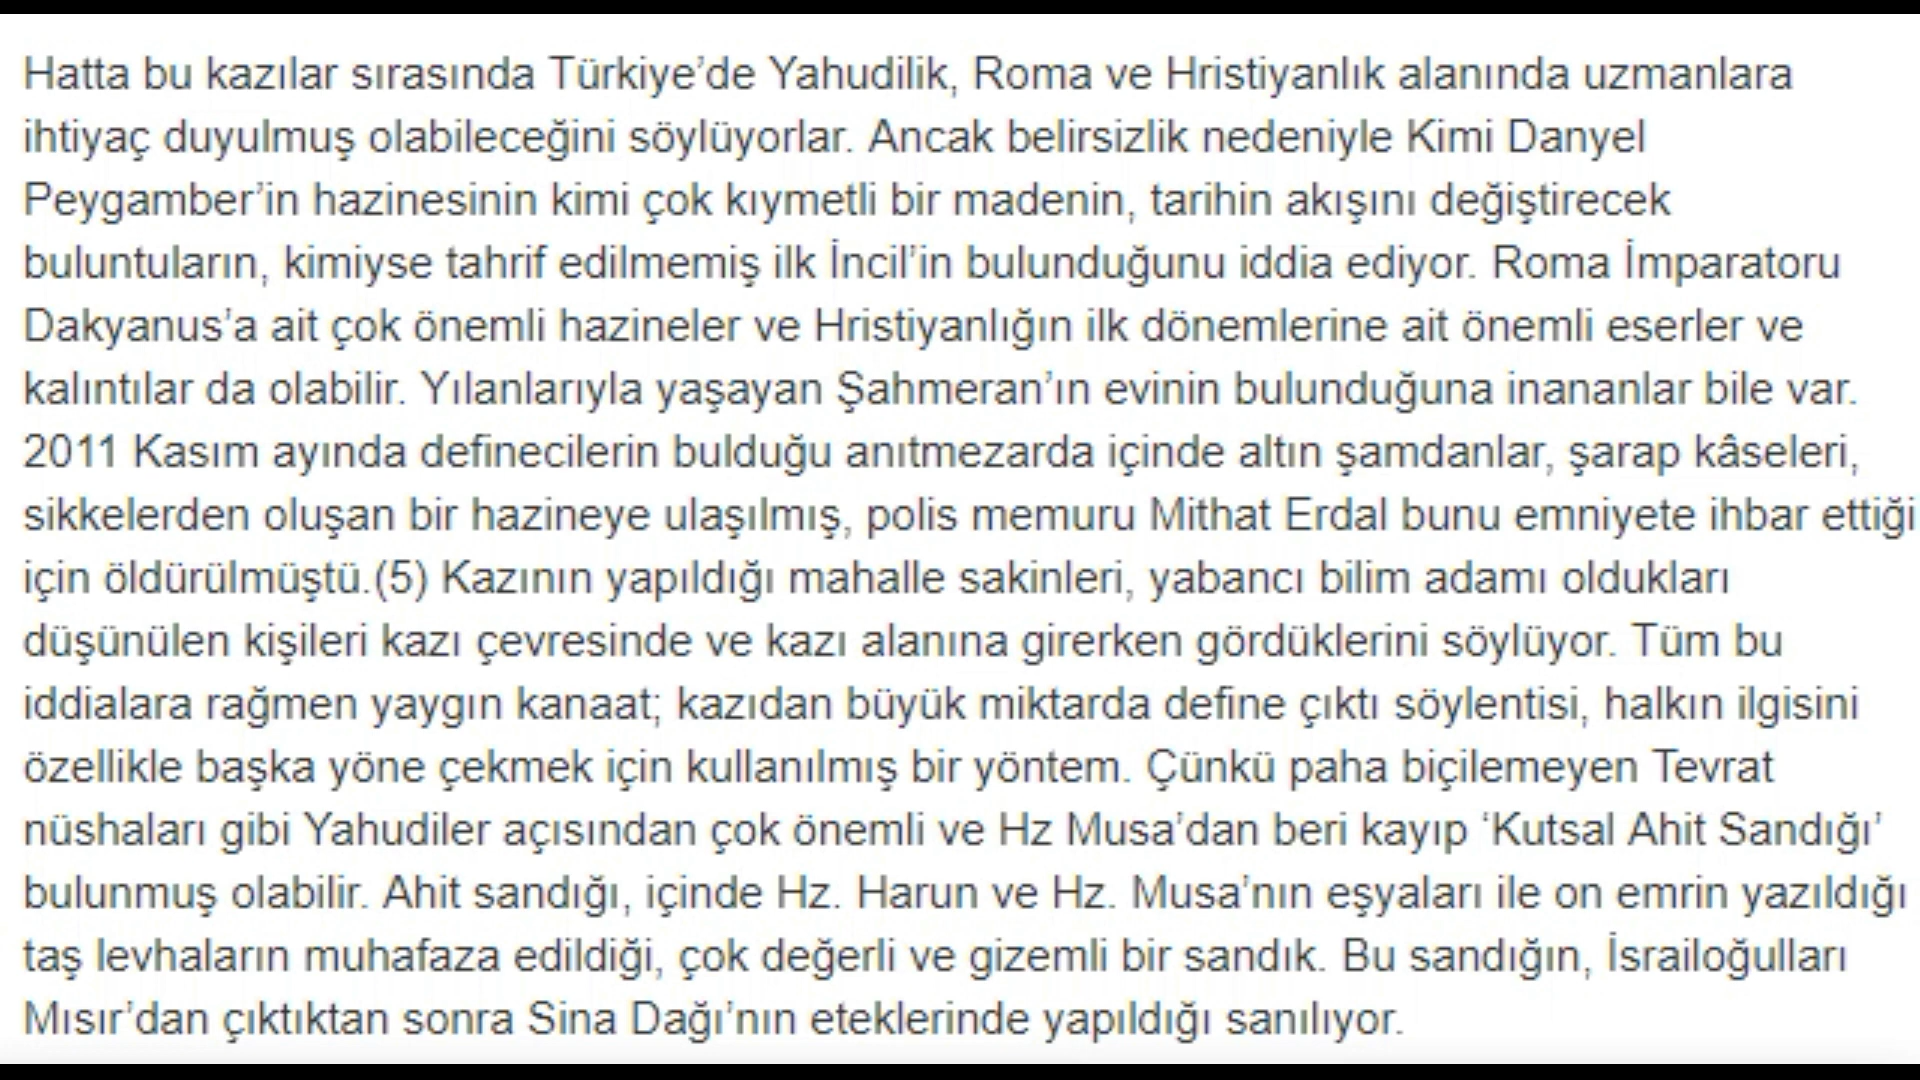 Hatta bu kazılar sırasında Türkiye’de Yahudilik, Roma ve Hristiyanlık alanında uzmanlara
ihtiyaç duyulmuş olabileceğini söylüyorlar. Ancak belirsizlik nedeniyle Kimi Danyel
Peygamber’in hazinesinin kimi çok kıymetli bir madenin, tarihin akışını değiştirecek
buluntuların, kimiyse tahrif edilmemiş ilk İncil’in bulunduğunu iddia ediyor. Roma İmparatoru
Dakyanus’a ait çok önemli hazineler ve Hristiyanlığın ilk dönemlerine ait önemli eserler ve
kalıntılar da olabilir. Yılanlarıyla yaşayan Şahmeran’ın evinin bulunduğuna inananlar bile var.
2011 Kasım ayında definecilerin bulduğu anıtmezarda içinde altın şamdanlar, şarap kâseleri,
sikkelerden oluşan bir hazineye ulaşılmış, polis memuru Mithat Erdal bunu emniyete ihbar ettiği
için öldürülmüştü.(5) Kazının yapıldığı mahalle sakinleri, yabancı bilim adamı oldukları
düşünülen kişileri kazı çevresinde ve kazı alanına girerken gördüklerini söylüyor. Tüm bu
iddialara rağmen yaygın kanaat; kazıdan büyük miktarda define çıktı söylentisi, halkın ilgisini
özellikle başka yöne çekmek için kullanılmış bir yöntem. Çünkü paha biçilemeyen Tevrat
nüshaları gibi Yahudiler açısından çok önemli ve Hz Musa’dan beri kayıp ‘Kutsal Ahit Sandığı’
bulunmuş olabilir. Ahit sandığı, içinde Hz. Harun ve Hz. Musa’nın eşyaları ile on emrin yazıldığı
taş levhaların muhafaza edildiği, çok değerli ve gizemli bir sandık. Bu sandığın, İsrailoğulları
Mısır’dan çıktıktan sonra Sina Dağı’nın eteklerinde yapıldığı sanılıyor.